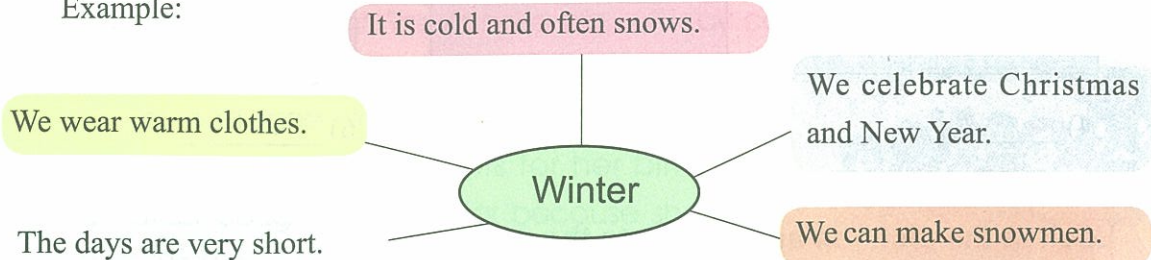 Example:
It is cold and often snows.
We celebrate Christmas
and New Year.
We wear warm clothes.
Winter
The days are very short.
We can make snowmen.